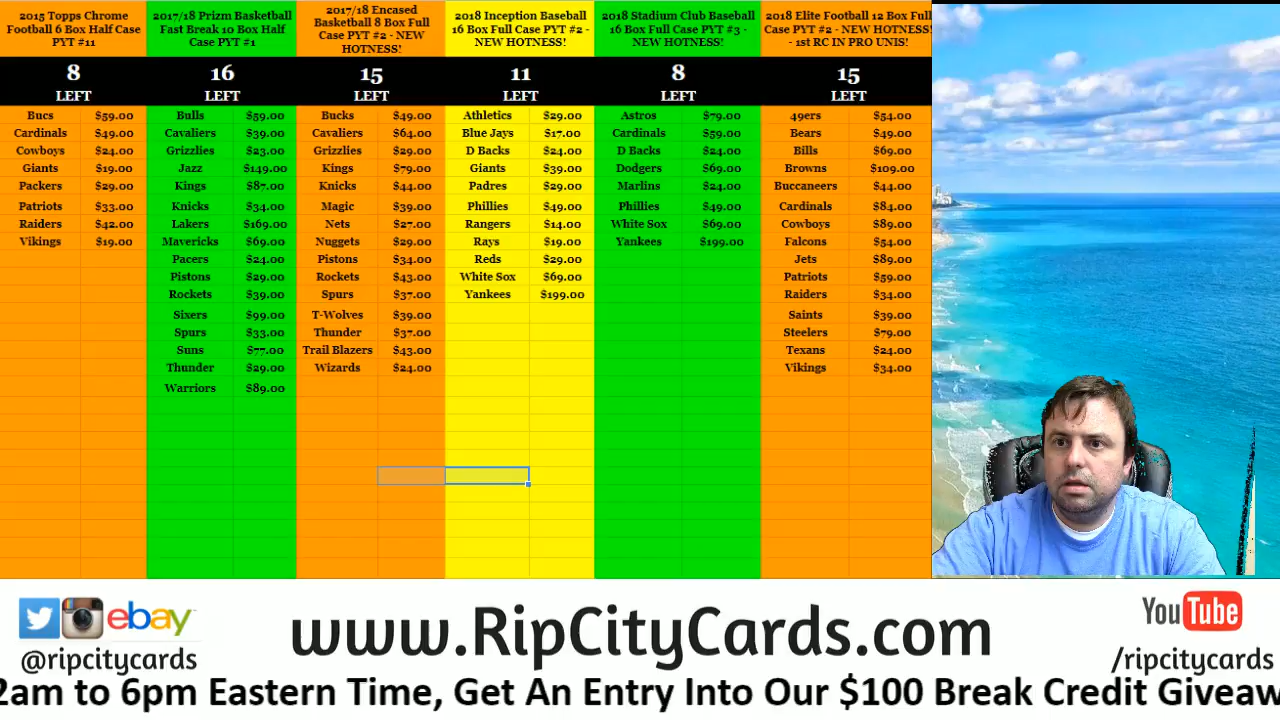 2015 Topps Chrome
Football 6 Box Half Case
PYT #11
8
LEFT
Bucs $59.00
Cardinals $49.00
Cowboys $24.00
Giants $19.00
Packers $29.00
Patriots $33.00
Raiders $42.00
Vikings $19.00
2017/18 Prizm Basketball
Fast Break 10 Box Half
Case PYT #1
16
LEFT
Bulls $59.00
Cavaliers $39.00
Grizzlies $23.00
Jazz $149.00
Kings $87.00
Knicks $34.00
Lakers $169.00
Mavericks $69.00
Pacers $24.00
Pistons $29.00
Rockets $39.00
Sixers $99.00
Spurs $33.00
Suns $77.00
Thunder $29.00
Warriors $89.00
2017/18 Encased
Basketball 8 Box Full
Case PYT #2 - NEW
HOTNESS!
15
LEFT
Bucks $49.00
Cavaliers $64.00
Grizzlies $29.00
Kings $79.00
Knicks $44.00
Magic $39.00
Nets $27.00
Nuggets $29.00
Pistons $34.00
Rockets $43.00
Spurs $37.00
T-Wolves $39.00
Thunder $37.00
Trail Blazers $43.00
Wizards $24.00
2018 Inception Baseball
16 Box Full Case PYT #2 -
NEW HOTNESS!
11
LEFT
Athletics $29.00
Blue Jays $17.00
D Backs $24.00
Giants $39.00
Padres $29.00
Phillies $49.00
Rangers $14.00
Rays $19.00
Reds $29.00
White Sox $69.00
Yankees $199.00
2018 Stadium Club Baseball
16 Box Full Case PYT #3 -
NEW HOTNESS!
8
LEFT
Astros $79.00
Cardinals $59.00
D Backs $24.00
Dodgers $69.00
Marlins $24.00
Phillies $49.00
White Sox $69.00
Yankees $199.00
2018 Elite Football 12 Box Full
Case PYT #2 - NEW HOTNESS!
- 1st RC IN PRO UNIS!
15
LEFT
49ers $54.00
Bears $49.00
Bills $69.00
Browns $109.00
Buccaneers $44.00
Cardinals $84.00
Cowboys $89.00
Falcons $54.00
Jets $89.00
Patriots $59.00
Raiders $34.00
Saints $39.00
Steelers $79.00
Texans $24.00
Vikings $34.00
ebay
@ripcitycards
www.RipCityCards.com
YouTube
/ripcitycards
2am to 6pm Eastern Time, Get An Entry Into Our $100 Break Credit Giveaw